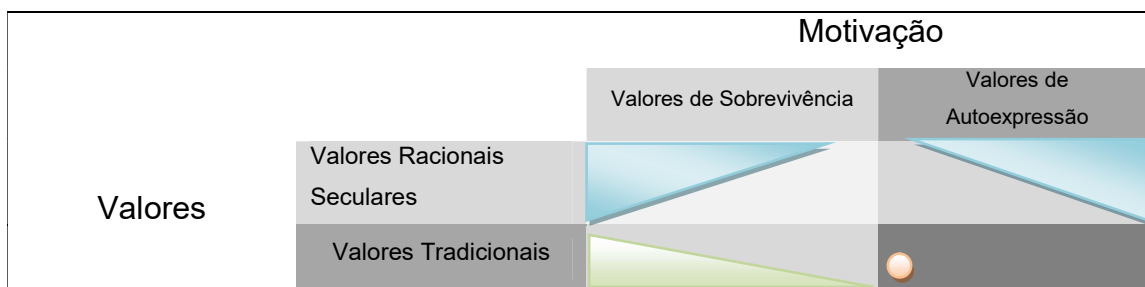 Motivação
Valores de Sobrevivência
Valores de
Autoexpressão
Valores
Valores Racionais
Seculares
Valores Tradicionais